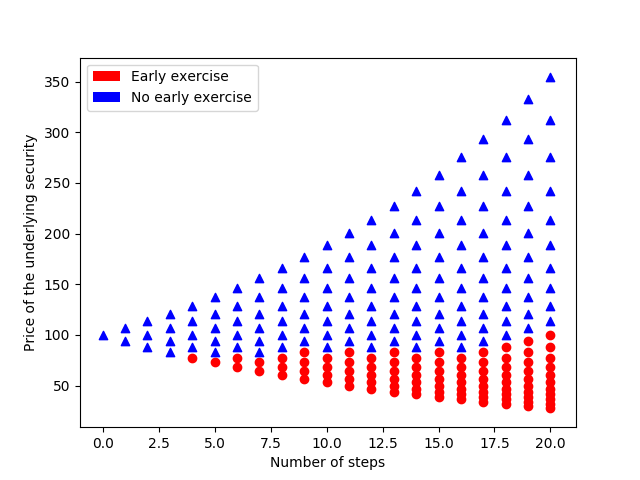 Early exercise
No early exercise
Price of the underlying security
350
300
250
200
150
100
50
0.0 2.5 5.0 7.5 10.0 12.5 15.0 17.5 20.0
Number of steps